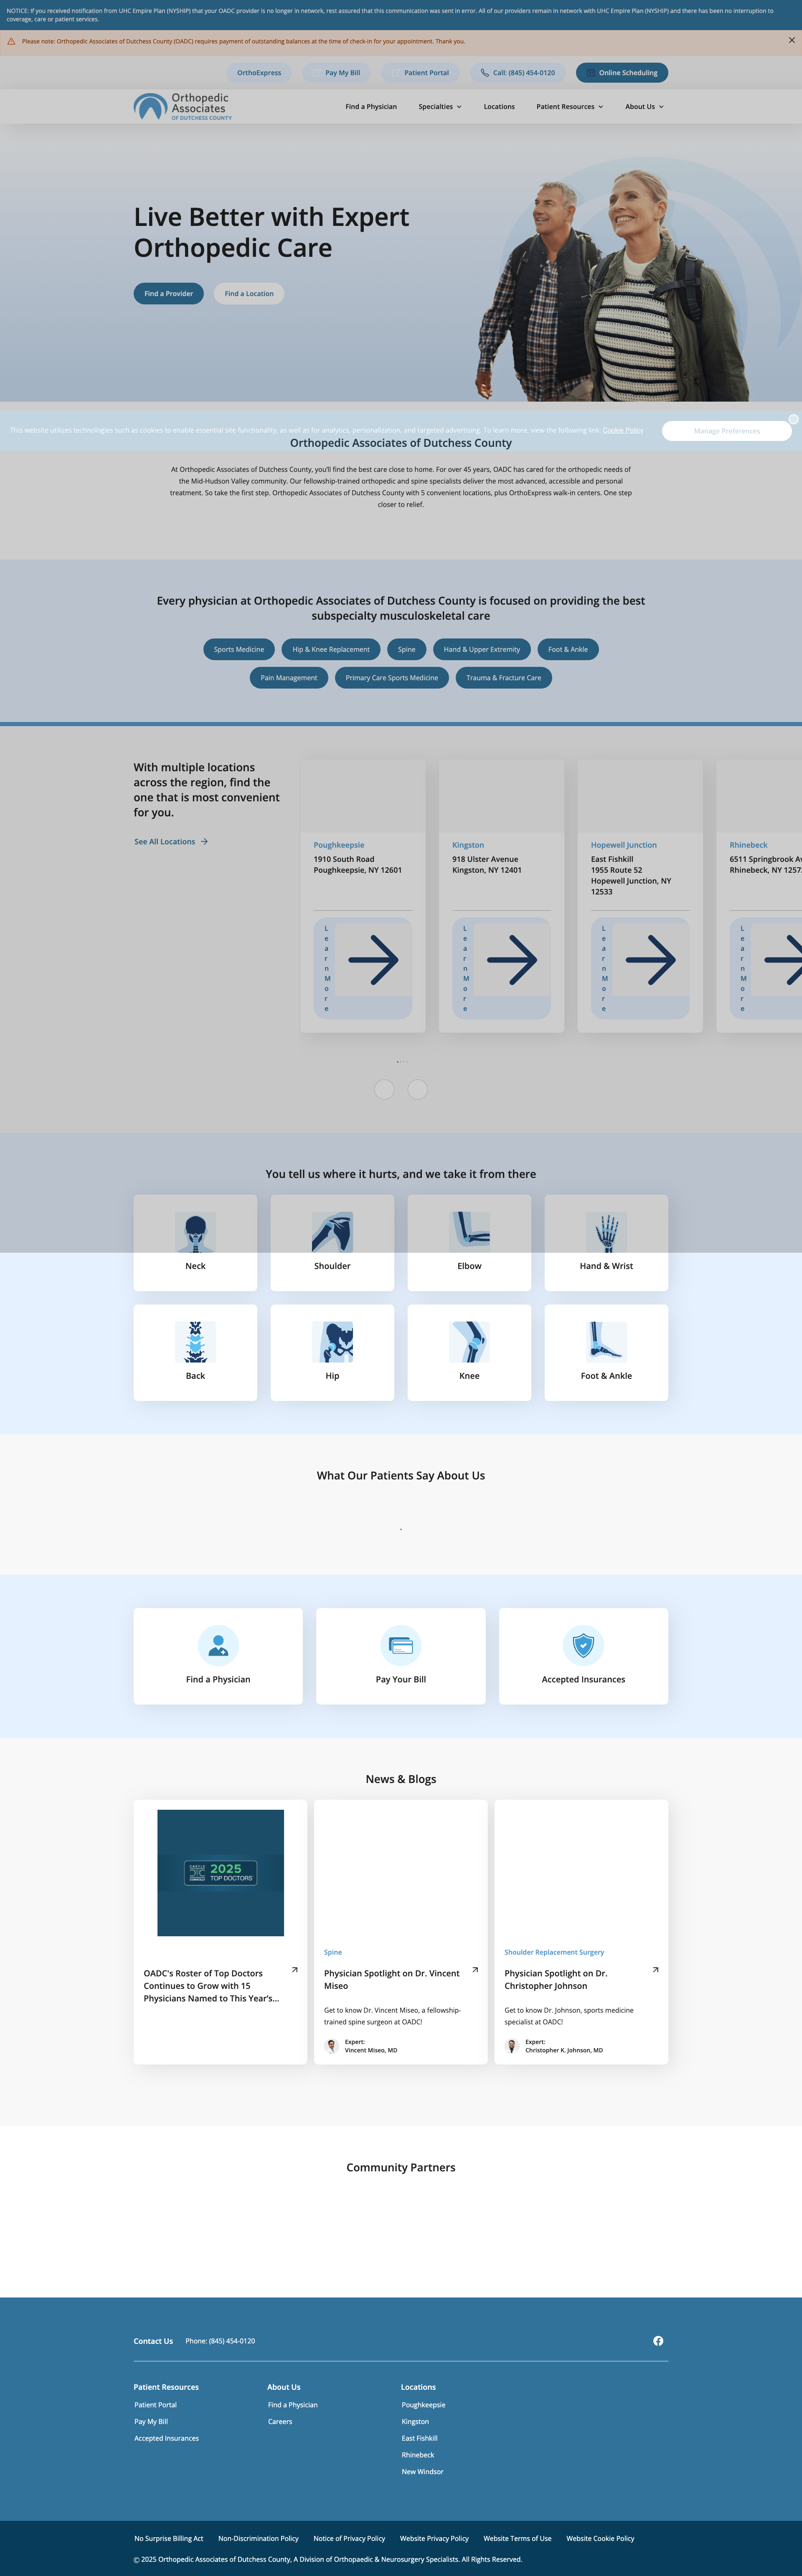 NOTICE: If you received notification from UHC Empire Plan (NYSHIP) that your OADC provider is no longer in network, rest assured that this communication was sent in error. All of our providers remain in network with UHC Empire Plan (NYSHIP) and there has been no interruption to
coverage, care or patient services.
Please note: Orthopedic Associates of Dutchess County (OADC) requires payment of outstanding balances at the time of check-in for your appointment. Thank you.
OrthoExpress
Pay My Bill
Patient Portal
Call: (845) 454-0120
Online Scheduling
Orthopedic
Associates
OF DUTCHESS COUNTY
Find a Physician
Specialties
Locations
Patient Resources
About Us
Live Better with Expert
Orthopedic Care
Find a Provider
Find a Location
This website utilizes technologies such as cookies to enable essential site functionality, as well as for analytics, personalization, and targeted advertising. To learn more, view the following link: Cookie Policy
Manage Preferences
Orthopedic Associates of Dutchess County
At Orthopedic Associates of Dutchess County, you'll find the best care close to home. For over 45 years, OADC has cared for the orthopedic needs of
the Mid-Hudson Valley community. Our fellowship-trained orthopedic and spine specialists deliver the most advanced, accessible and personal
treatment. So take the first step. Orthopedic Associates of Dutchess County with 5 convenient locations, plus OrthoExpress walk-in centers. One step
closer to relief.
Every physician at Orthopedic Associates of Dutchess County is focused on providing the best
subspecialty musculoskeletal care
Sports Medicine
Hip & Knee Replacement
Spine
Hand & Upper Extremity
Foot & Ankle
Pain Management
Primary Care Sports Medicine
Trauma & Fracture Care
With multiple locations
across the region, find the
one that is most convenient
for you.
See All Locations
Poughkeepsie
1910 South Road
Poughkeepsie, NY 12601
Learn More
Kingston
918 Ulster Avenue
Kingston, NY 12401
Learn More
Hopewell Junction
East Fishkill
1955 Route 52
Hopewell Junction, NY
12533
Learn More
Rhinebeck
6511 Springbrook Av
Rhinebeck, NY 1257
Learn More
You tell us where it hurts, and we take it from there
Neck
Shoulder
Elbow
Hand & Wrist
Back
Hip
Knee
Foot & Ankle
What Our Patients Say About Us
Find a Physician
Pay Your Bill
Accepted Insurances
News & Blogs
2025
TOP DOCTORS
OADC's Roster of Top Doctors
Continues to Grow with 15
Physicians Named to This Year's...
Spine
Physician Spotlight on Dr. Vincent
Miseo
Get to know Dr. Vincent Miseo, a fellowship-
trained spine surgeon at OADC!
Expert:
Vincent Miseo, MD
Shoulder Replacement Surgery
Physician Spotlight on Dr.
Christopher Johnson
Get to know Dr. Johnson, sports medicine
specialist at OADC!
Expert:
Christopher K. Johnson, MD
Community Partners
Contact Us
Phone: (845) 454-0120
Patient Resources
Patient Portal
Pay My Bill
Accepted Insurances
About Us
Find a Physician
Careers
Locations
Poughkeepsie
Kingston
East Fishkill
Rhinebeck
New Windsor
No Surprise Billing Act
Non-Discrimination Policy
Notice of Privacy Policy
Website Privacy Policy
Website Terms of Use
Website Cookie Policy
© 2025 Orthopedic Associates of Dutchess County, A Division of Orthopaedic & Neurosurgery Specialists. All Rights Reserved.